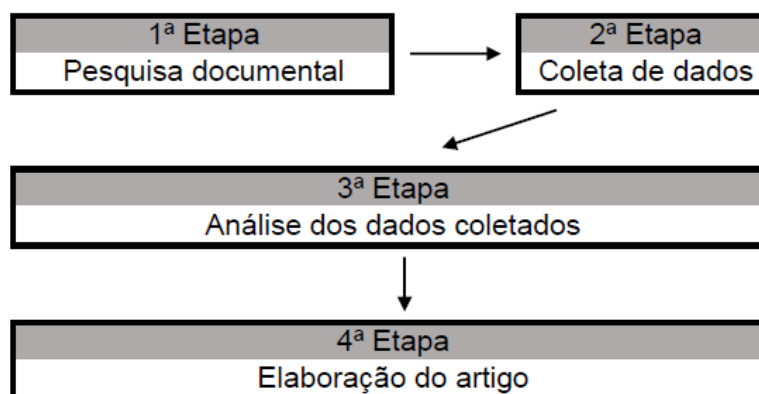 1ª Etapa
Pesquisa documental
2ª Etapa
Coleta de dados
3ª Etapa
Análise dos dados coletados
4ª Etapa
Elaboração do artigo